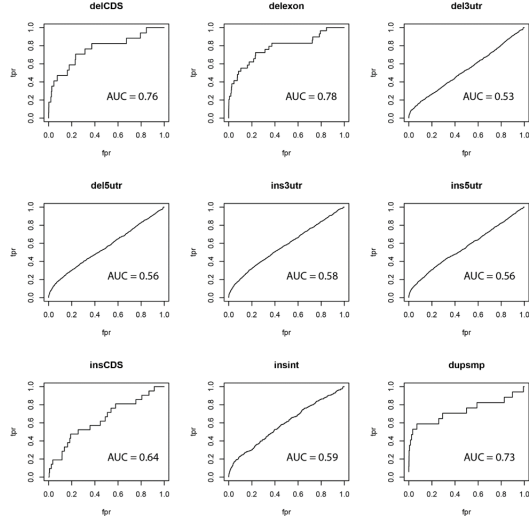 delCDS
tpr
0.0 0.2 0.4 0.6 0.8 1.0
AUC = 0.76
0.0 0.2 0.4 0.6 0.8 1.0
fpr
delexon
tpr
0.0 0.2 0.4 0.6 0.8 1.0
AUC = 0.78
0.0 0.2 0.4 0.6 0.8 1.0
fpr
del3utr
tpr
0.0 0.2 0.4 0.6 0.8 1.0
AUC = 0.53
0.0 0.2 0.4 0.6 0.8 1.0
fpr
del5utr
tpr
0.0 0.2 0.4 0.6 0.8 1.0
AUC = 0.56
0.0 0.2 0.4 0.6 0.8 1.0
fpr
ins3utr
tpr
0.0 0.2 0.4 0.6 0.8 1.0
AUC = 0.58
0.0 0.2 0.4 0.6 0.8 1.0
fpr
ins5utr
tpr
0.0 0.2 0.4 0.6 0.8 1.0
AUC = 0.56
0.0 0.2 0.4 0.6 0.8 1.0
fpr
insCDS
tpr
0.0 0.2 0.4 0.6 0.8 1.0
AUC = 0.64
0.0 0.2 0.4 0.6 0.8 1.0
fpr
insint
tpr
0.0 0.2 0.4 0.6 0.8 1.0
AUC = 0.59
0.0 0.2 0.4 0.6 0.8 1.0
fpr
dupsmp
tpr
0.0 0.2 0.4 0.6 0.8 1.0
AUC = 0.73
0.0 0.2 0.4 0.6 0.8 1.0
fpr